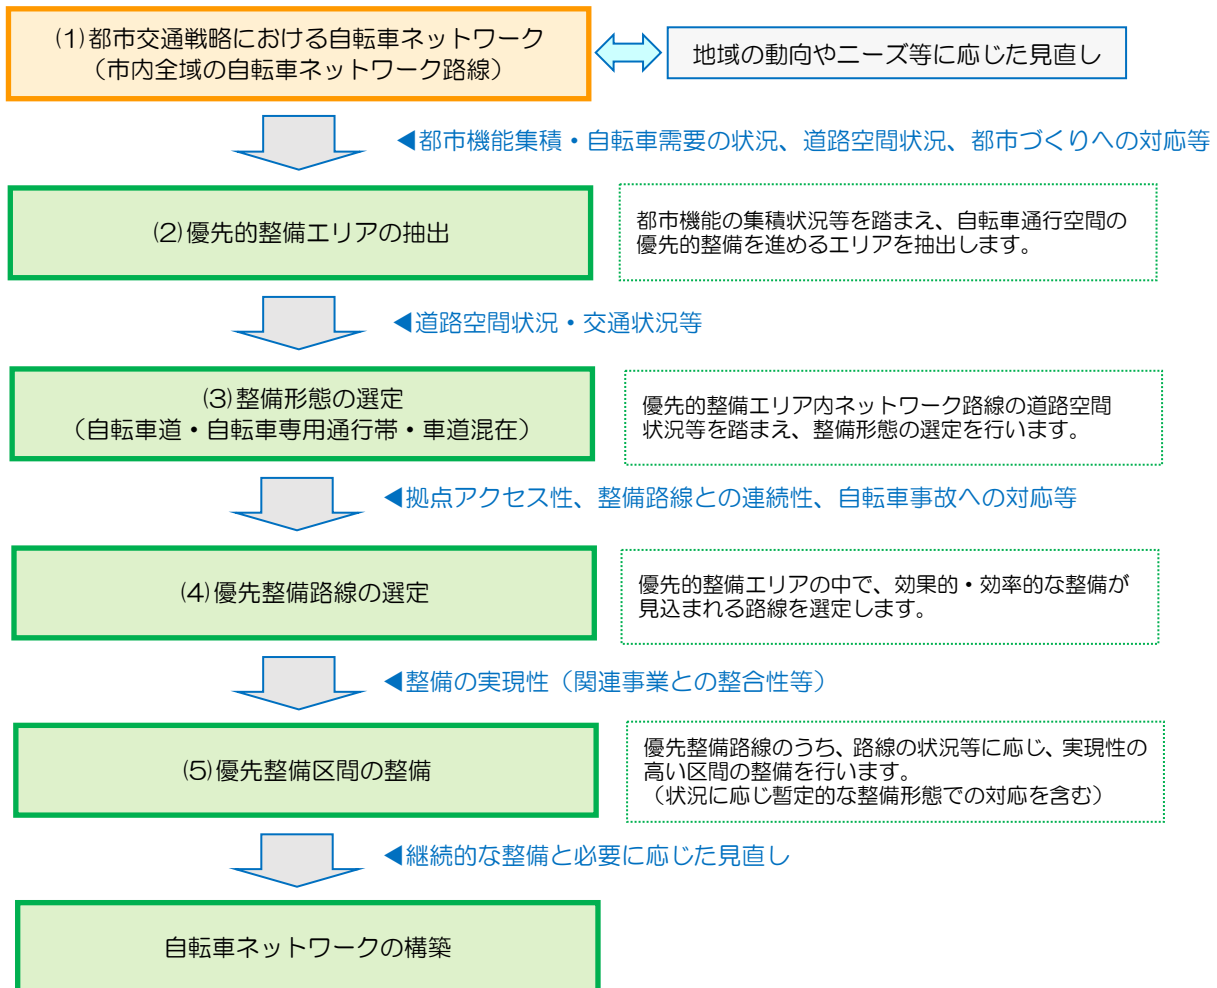 ⑴都市交通戦略における自転車ネットワーク
（市内全域の自転車ネットワーク路線）
地域の動向やニーズ等に応じた見直し
◀都市機能集積・自転車需要の状況、道路空間状況、都市づくりへの対応等
⑵優先的整備エリアの抽出
都市機能の集積状況等を踏まえ、自転車通行空間の
優先的整備を進めるエリアを抽出します。
◀道路空間状況・交通状況等
⑶整備形態の選定
（自転車道・自転車専用通行帯・車道混在）
優先的整備エリア内ネットワーク路線の道路空間
状況等を踏まえ、整備形態の選定を行います。
◀拠点アクセス性、整備路線との連続性、自転車事故への対応等
⑷優先整備路線の選定
優先的整備エリアの中で、効果的・効率的な整備が
見込まれる路線を選定します。
◀整備の実現性（関連事業との整合性等）
⑸優先整備区間の整備
優先整備路線のうち、路線の状況等に応じ、実現性の
高い区間の整備を行います。
（状況に応じ暫定的な整備形態での対応を含む）
◀継続的な整備と必要に応じた見直し
自転車ネットワークの構築